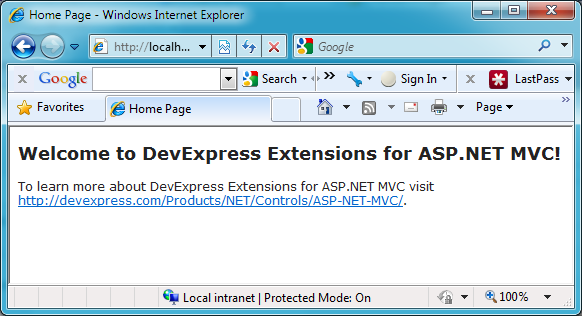 Home Page - Windows Internet Explorer
http://localh...
Google
Google Search Sign In LastPass
Favorites Home Page Page
Welcome to DevExpress Extensions for ASP.NET MVC!
To learn more about DevExpress Extensions for ASP.NET MVC visit
http://devexpress.com/Products/NET/Controls/ASP-NET-MVC/.
Local intranet | Protected Mode: On 100%